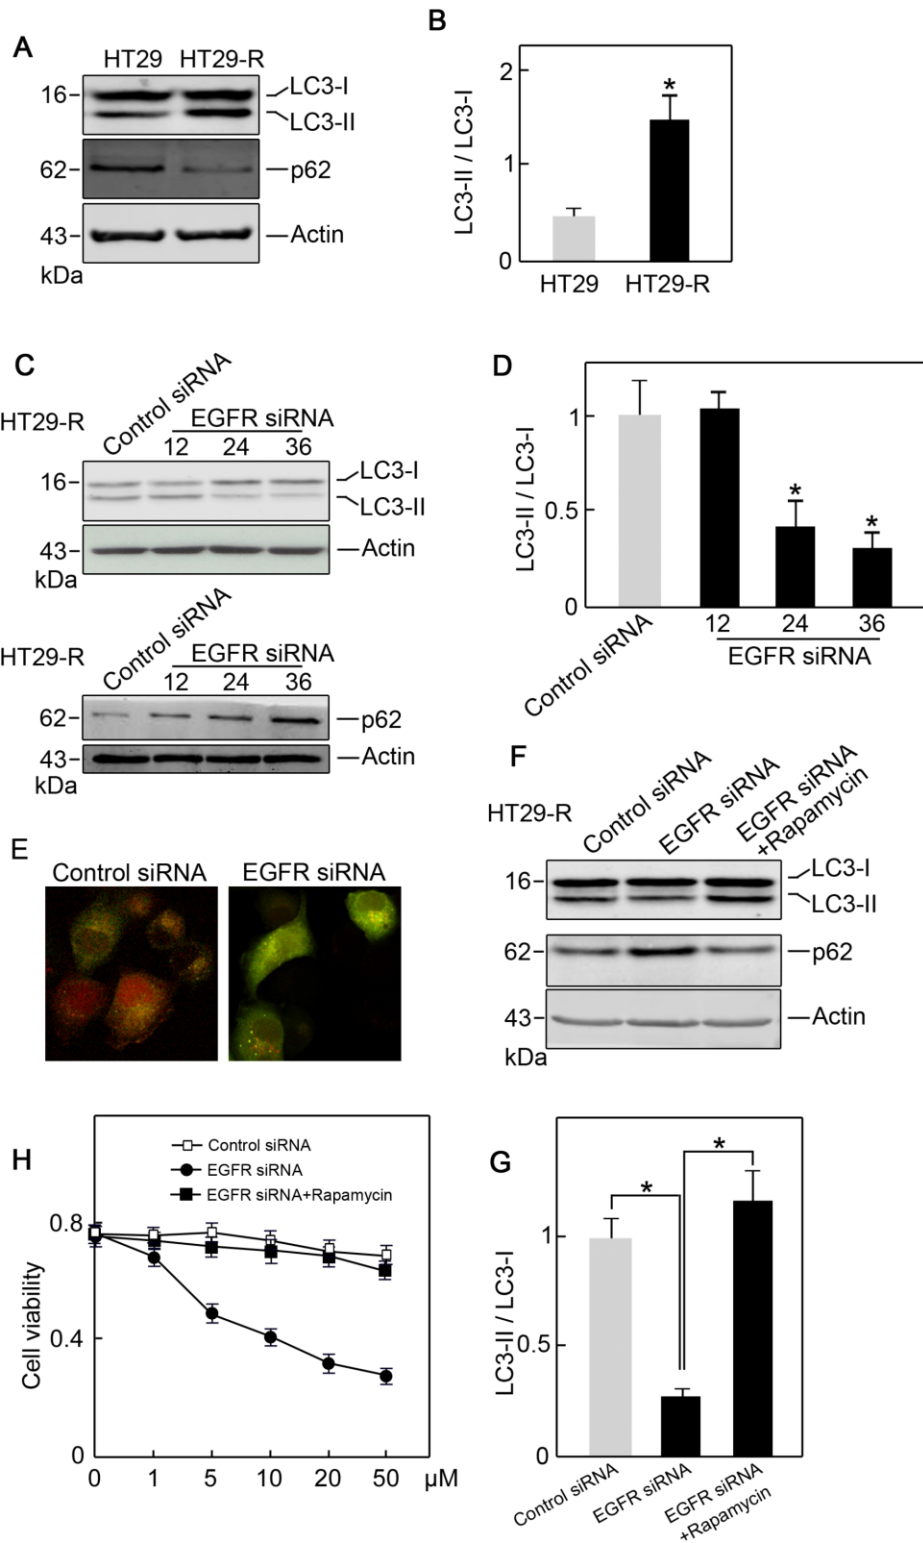 A
HT29 HT29-R
16
LC3-I
LC3-II
62
p62
43
Actin
kDa
B
LC3-II / LC3-I
2
1
0
*
HT29 HT29-R
C
HT29-R
Control siRNA
EGFR siRNA
12 24 36
16
LC3-I
LC3-II
43
Actin
kDa
HT29-R
Control siRNA
EGFR siRNA
12 24 36
62
p62
43
Actin
kDa
D
LC3-II / LC3-I
1
0.5
0
*
*
Control siRNA
12 24 36
EGFR siRNA
E
Control siRNA EGFR siRNA
F
HT29-R
Control siRNA
EGFR siRNA
EGFR siRNA
+Rapamycin
16
LC3-I
LC3-II
62
p62
43
Actin
kDa
H
Control siRNA
EGFR siRNA
EGFR siRNA+Rapamycin
Cell viability
0.8
0.4
0
0 1 5 10 20 50 μM
G
LC3-II / LC3-I
1
0.5
0
*
*
Control siRNA
EGFR siRNA
EGFR siRNA
+Rapamycin